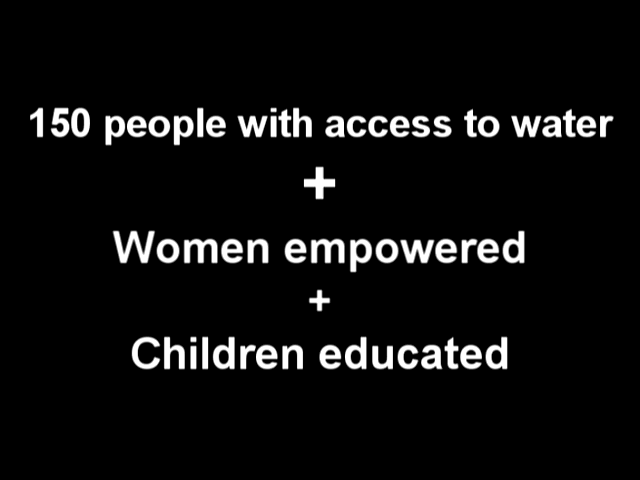 150 people with access to water
+
Women empowered
+
Children educated